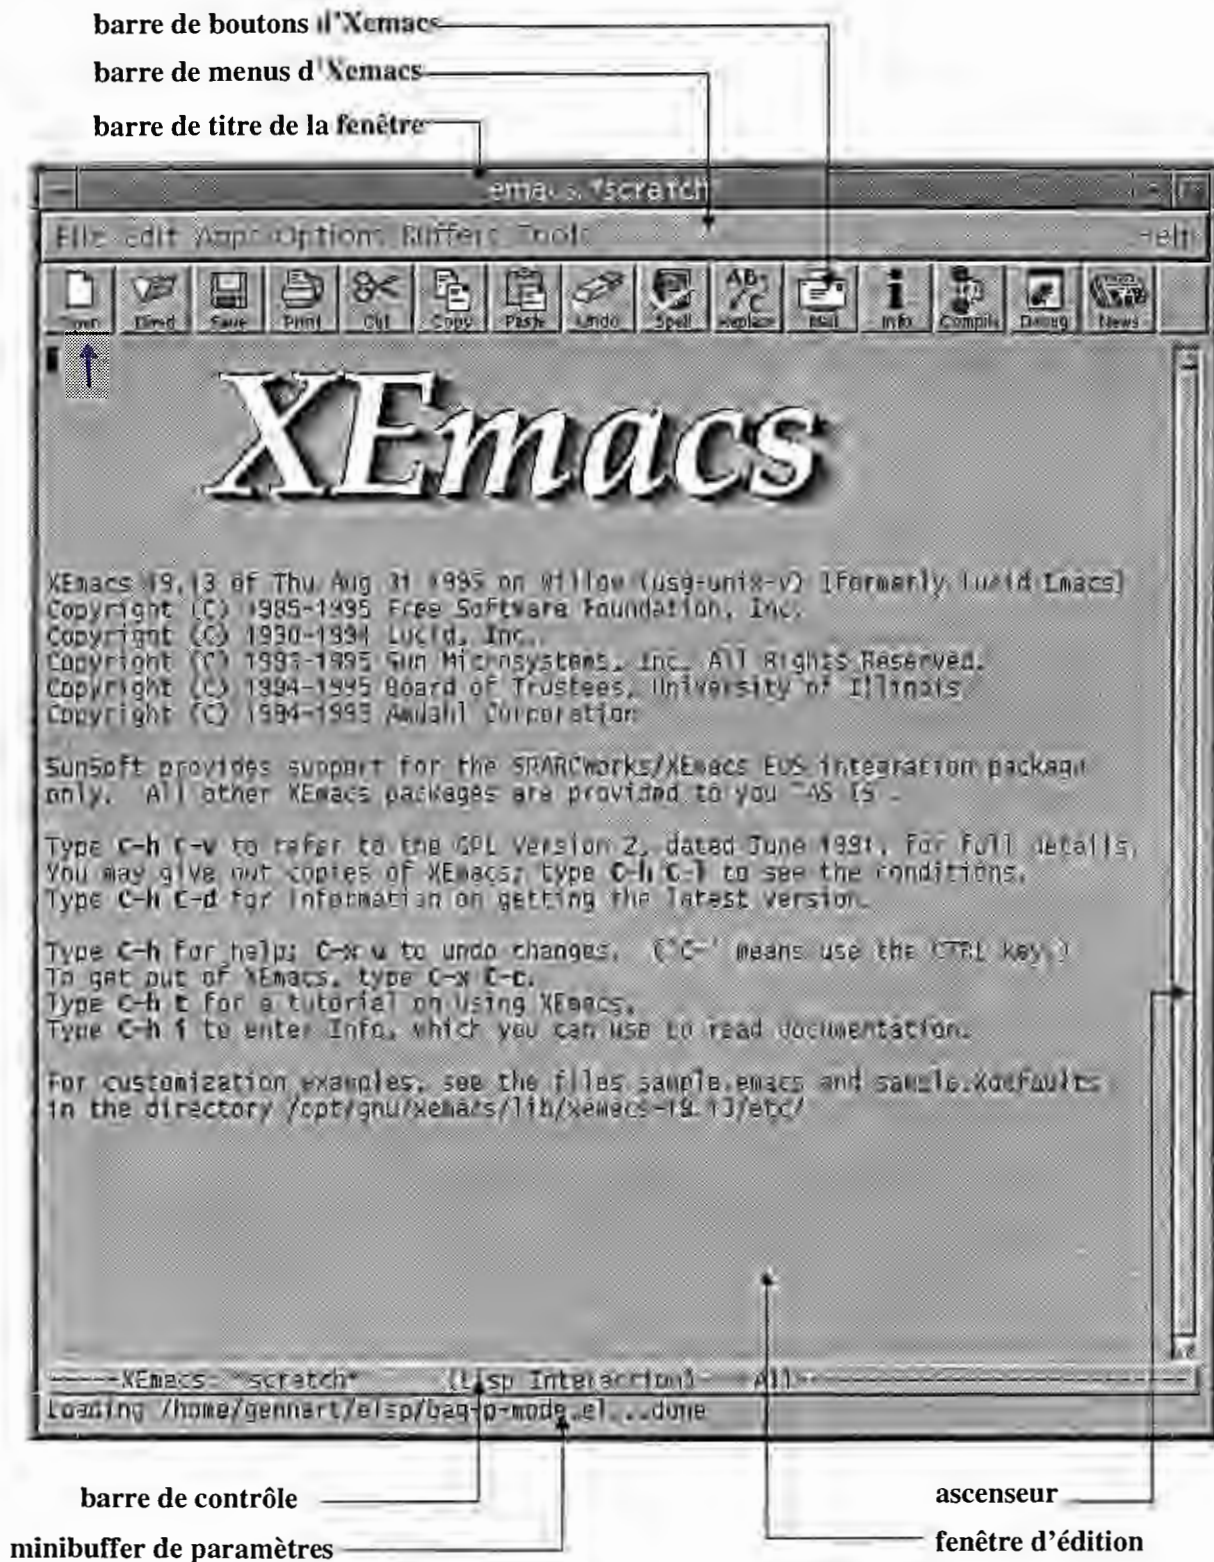 barre de boutons d'Xemacs
barre de menus d'Xemacs
barre de titre de la fenêtre
emacs: *scratch*
File Edit Apps Options Buffers Tools Help
Open Dired Save Print Cut Copy Paste Undo Spell Replace Mail Info Compile Debug News
XEmacs
XEmacs 19.13 of Thu Aug 31 1995 on Willow (usg-unix-v) [formerly Lucid Emacs]
Copyright (C) 1985-1995 Free Software Foundation, Inc.
Copyright (C) 1990-1994 Lucid, Inc.
Copyright (C) 1993-1995 Sun Microsystems, Inc. All Rights Reserved.
Copyright (C) 1994-1995 Board of Trustees, University of Illinois
Copyright (C) 1994-1995 Amdahl Corporation
SunSoft provides support for the SPARCworks/XEmacs EOS integration package
only. All other XEmacs packages are provided to you "AS IS".
Type C-h C-w to refer to the GPL Version 2, dated June 1991, for full details.
You may give out copies of XEmacs; type C-h C-l to see the conditions.
Type C-h C-d for information on getting the latest version.
Type C-h for help; C-x u to undo changes. (`C-' means use the CTRL key.)
To get out of XEmacs, type C-x C-c.
Type C-h t for a tutorial on using XEmacs.
Type C-h i to enter Info, which you can use to read documentation.
For customization examples, see the files sample.emacs and sample.Xdefaults
in the directory /opt/gnu/xemacs/lib/xemacs-19.13/etc/
-----XEmacs: *scratch* (Lisp Interaction)----All----
Loading /home/gennart/elsp/baq-p-mode.el...done
barre de contrôle
ascenseur
minibuffer de paramètres
fenêtre d'édition